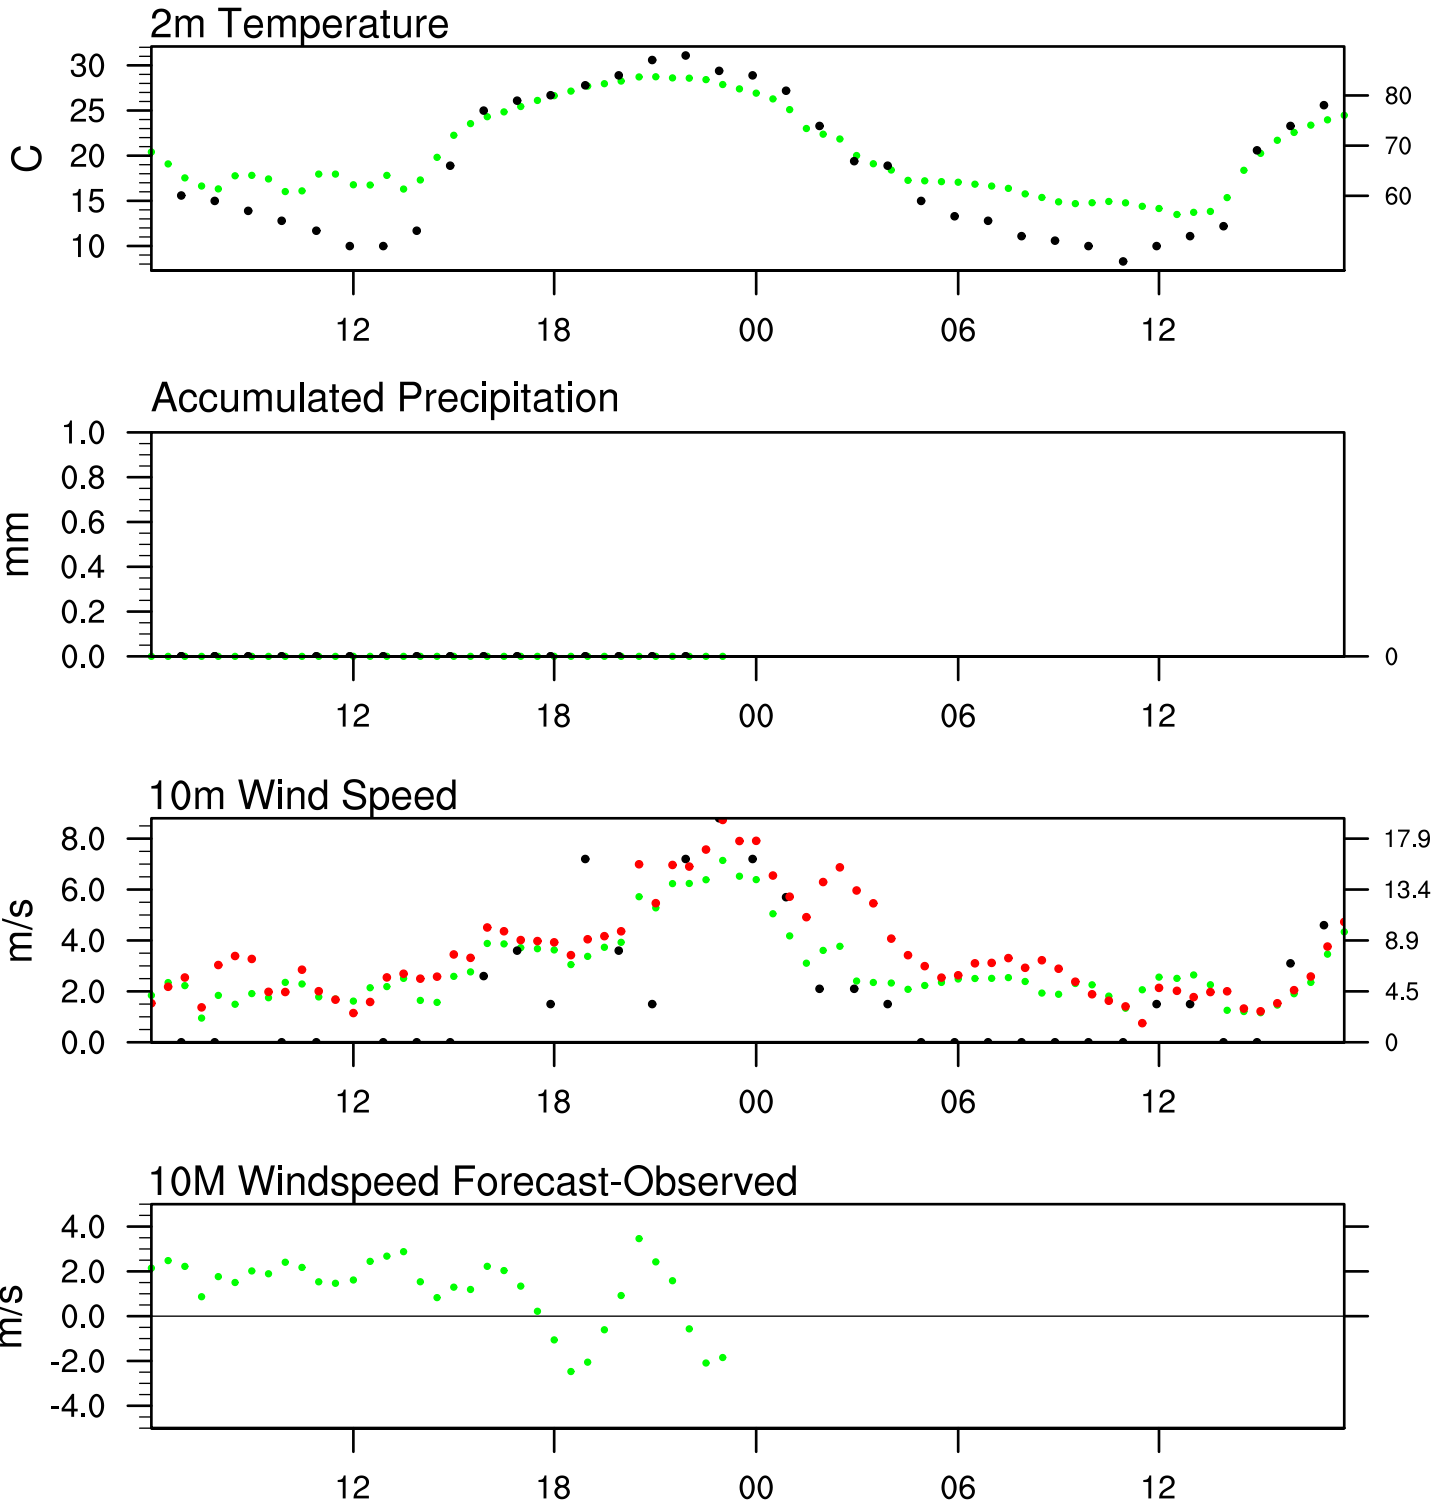 2m Temperature
30
25
20
15
10
C
80
70
60
12 18 00 06 12
Accumulated Precipitation
1.0
0.8
0.6
0.4
0.2
0.0
mm
0
12 18 00 06 12
10m Wind Speed
8.0
6.0
4.0
2.0
0.0
m/s
17.9
13.4
8.9
4.5
0
12 18 00 06 12
10M Windspeed Forecast-Observed
4.0
2.0
0.0
-2.0
-4.0
m/s
12 18 00 06 12